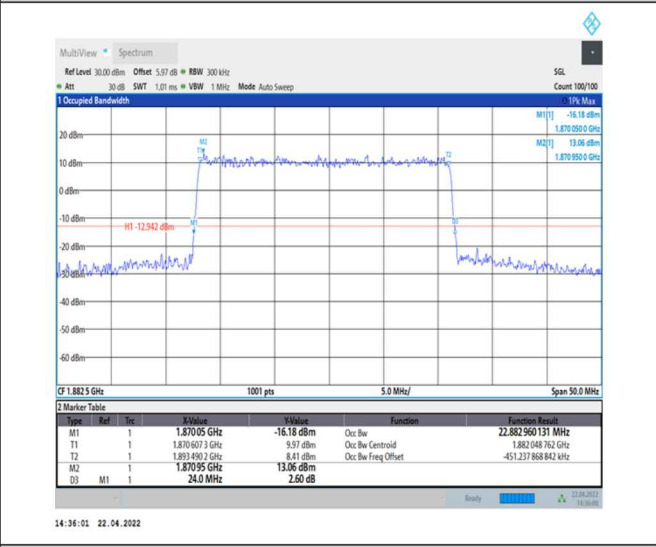 MultiView Spectrum
Ref Level 30.00 dBm Offset 5.97 dB RBW 300 kHz SGL
Att 30 dB SWT 1.01 ms VBW 1 MHz Mode Auto Sweep Count 100/100
1 Occupied Bandwidth 1Pk Max
M1[1] -16.18 dBm
1.870 050 0 GHz
M2[1] 13.06 dBm
1.870 950 0 GHz
20 dBm
M2
T1
T2
10 dBm
0 dBm
-10 dBm
H1 -12.942 dBm
M1
D3
-20 dBm
-30 dBm
-40 dBm
-50 dBm
-60 dBm
CF 1.882 5 GHz 1001 pts 5.0 MHz/ Span 50.0 MHz
2 Marker Table
Type Ref Trc X-Value Y-Value Function Function Result
M1 1 1.87005 GHz -16.18 dBm Occ Bw 22.882 960 131 MHz
T1 1 1.870 607 3 GHz 9.97 dBm Occ Bw Centroid 1.882 048 762 GHz
T2 1 1.893 490 2 GHz 8.41 dBm Occ Bw Freq Offset -451.237 868 842 kHz
M2 1 1.87095 GHz 13.06 dBm
D3 M1 1 24.0 MHz 2.60 dB
Ready 22.04.2022
14:36:00
14:36:01 22.04.2022